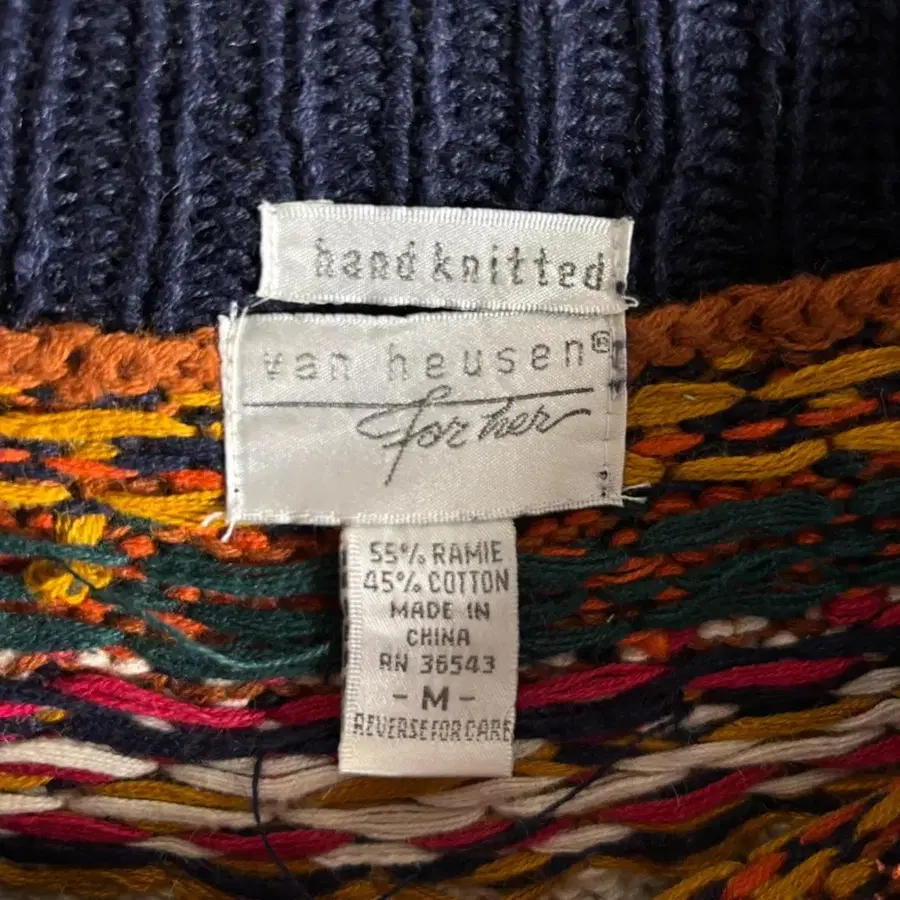 hand knitted
van heusen®
for her
55% RAMIE
45% COTTON
MADE IN
CHINA
RN 36543
- M -
REVERSE FOR CARE